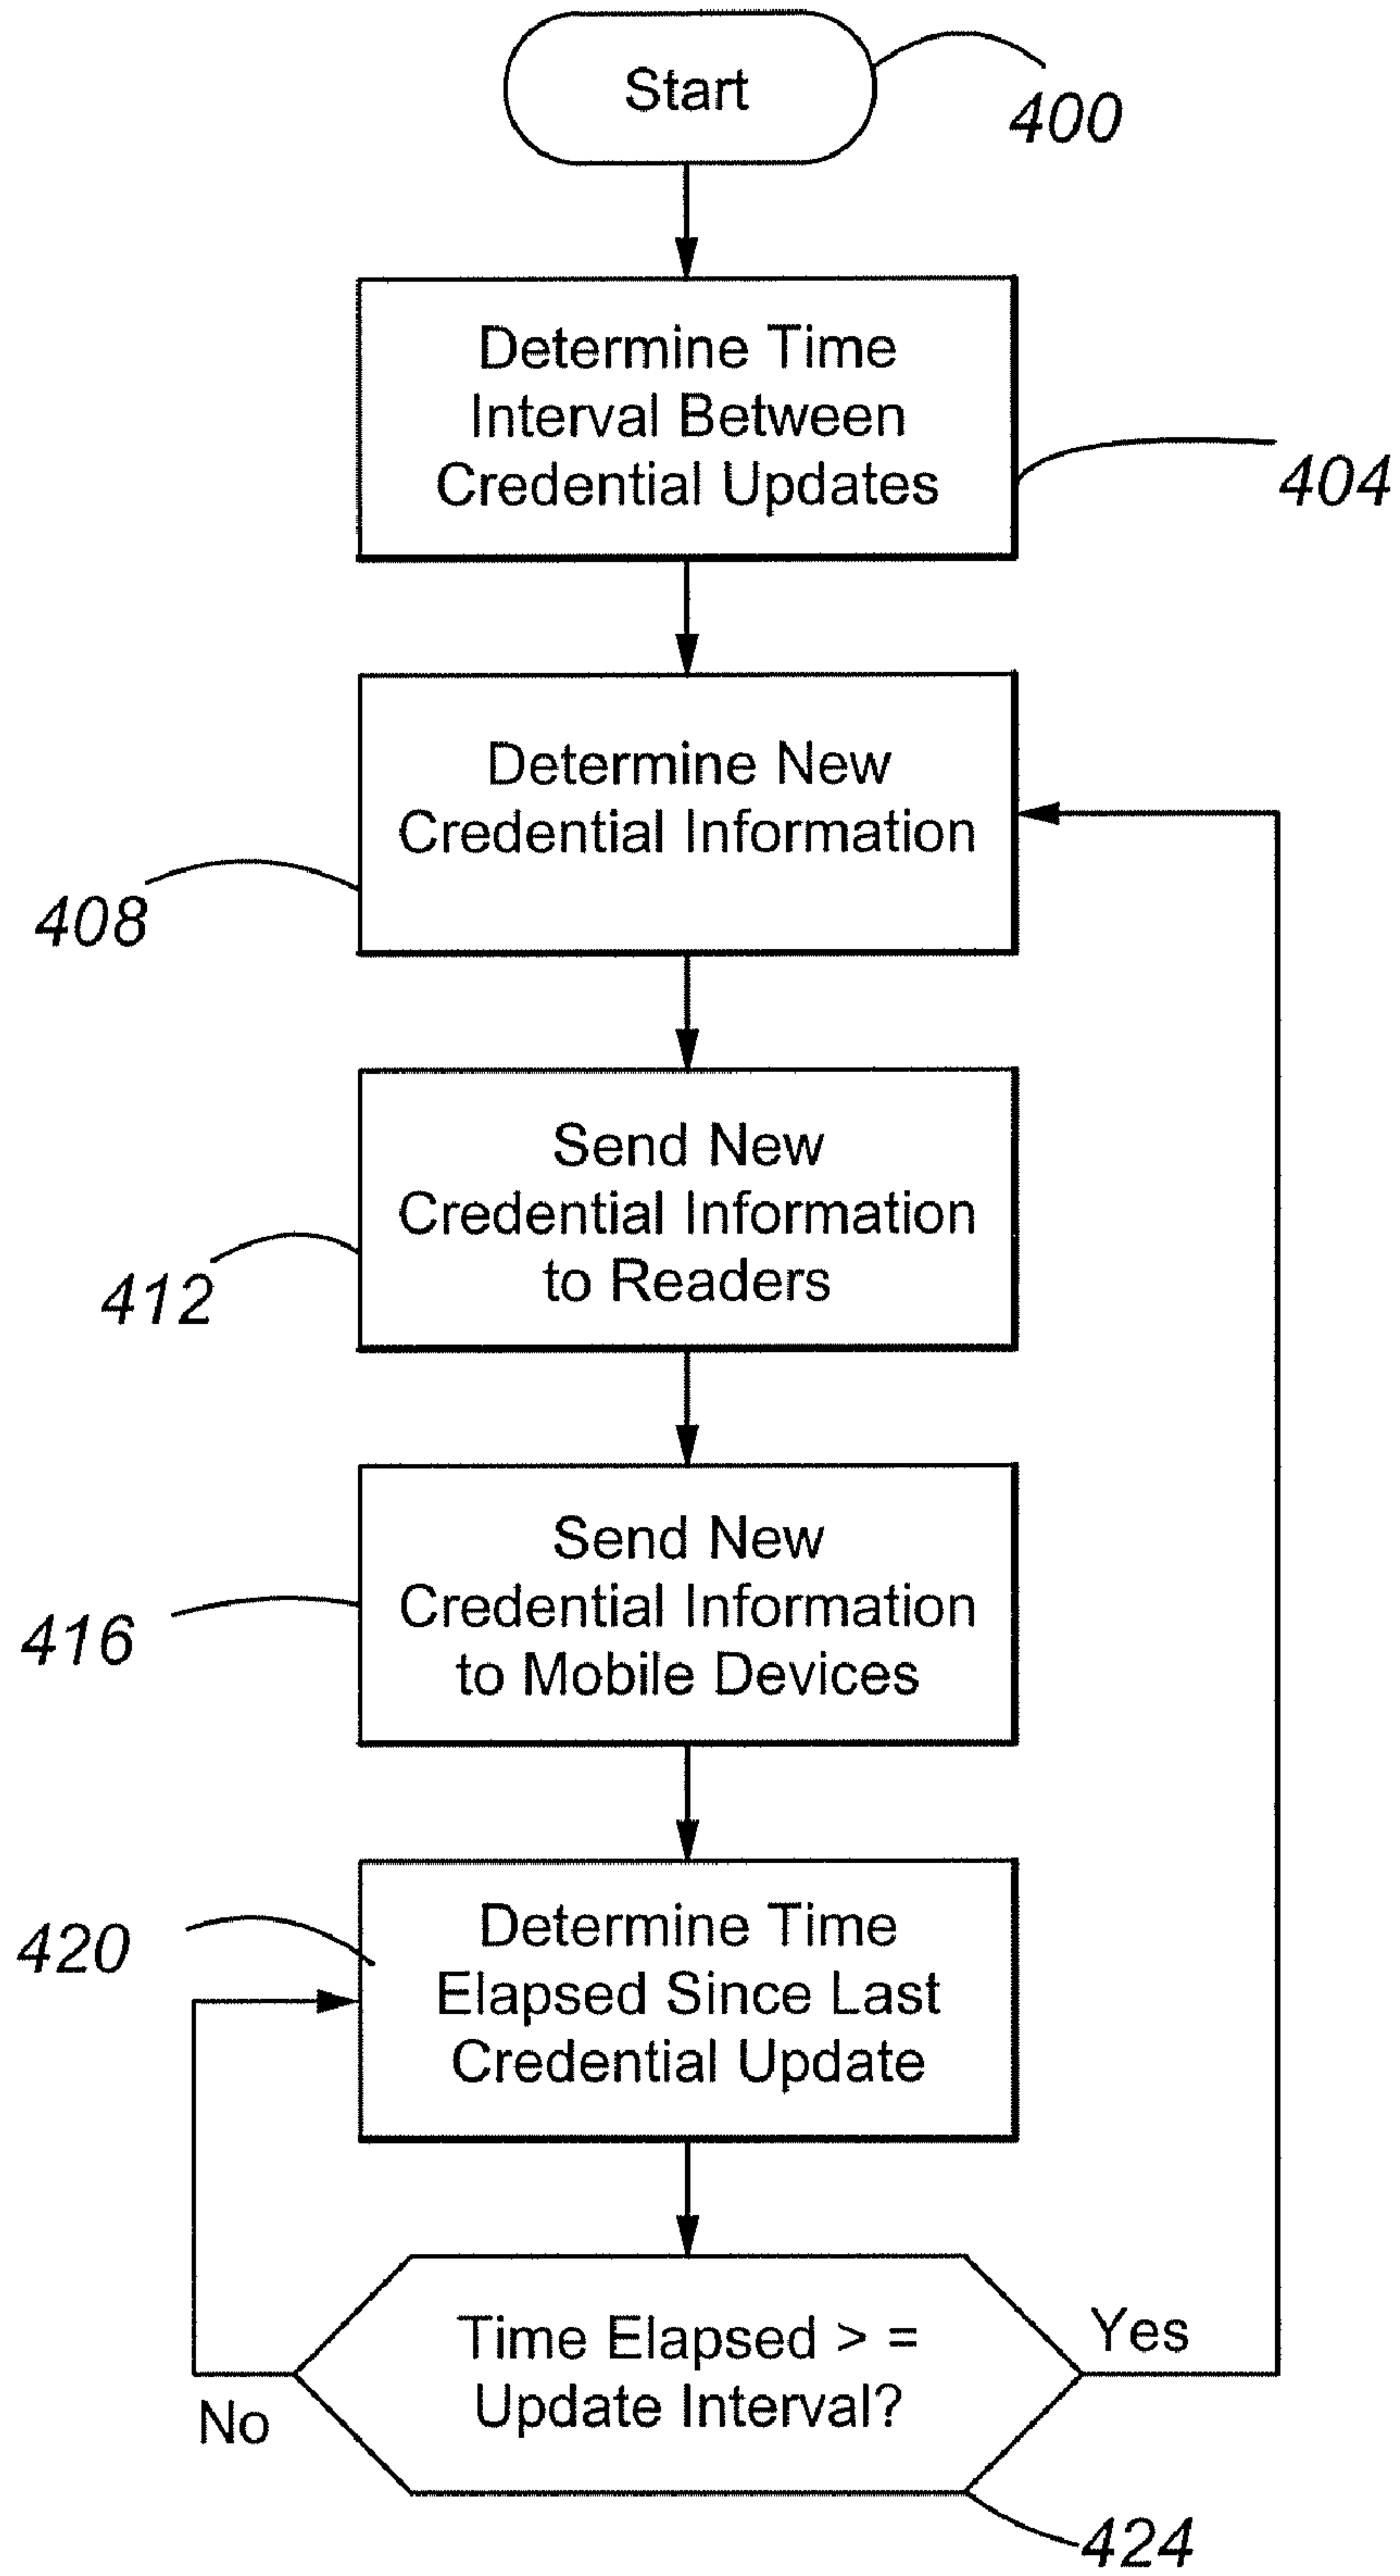 Start
400
Determine Time
Interval Between
Credential Updates
404
Determine New
Credential Information
408
Send New
Credential Information
to Readers
412
Send New
Credential Information
to Mobile Devices
416
Determine Time
Elapsed Since Last
Credential Update
420
Time Elapsed > =
Update Interval?
Yes
No
424